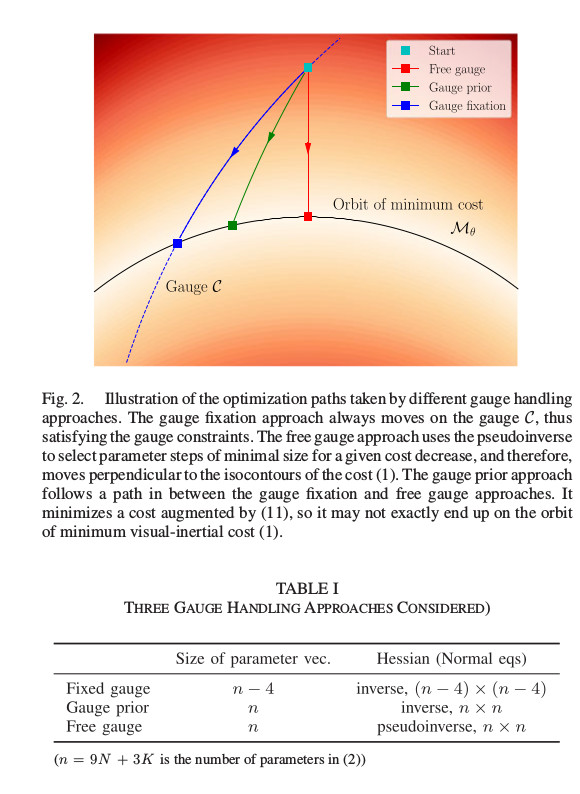 Start
Free gauge
Gauge prior
Gauge fixation
Orbit of minimum cost
ℳθ
Gauge 𝒞
Fig. 2. Illustration of the optimization paths taken by different gauge handling
approaches. The gauge fixation approach always moves on the gauge 𝒞, thus
satisfying the gauge constraints. The free gauge approach uses the pseudoinverse
to select parameter steps of minimal size for a given cost decrease, and therefore,
moves perpendicular to the isocontours of the cost (1). The gauge prior approach
follows a path in between the gauge fixation and free gauge approaches. It
minimizes a cost augmented by (11), so it may not exactly end up on the orbit
of minimum visual-inertial cost (1).
TABLE I
THREE GAUGE HANDLING APPROACHES CONSIDERED)
Size of parameter vec. Hessian (Normal eqs)
Fixed gauge n − 4 inverse, (n − 4) × (n − 4)
Gauge prior n inverse, n × n
Free gauge n pseudoinverse, n × n
(n = 9N + 3K is the number of parameters in (2))